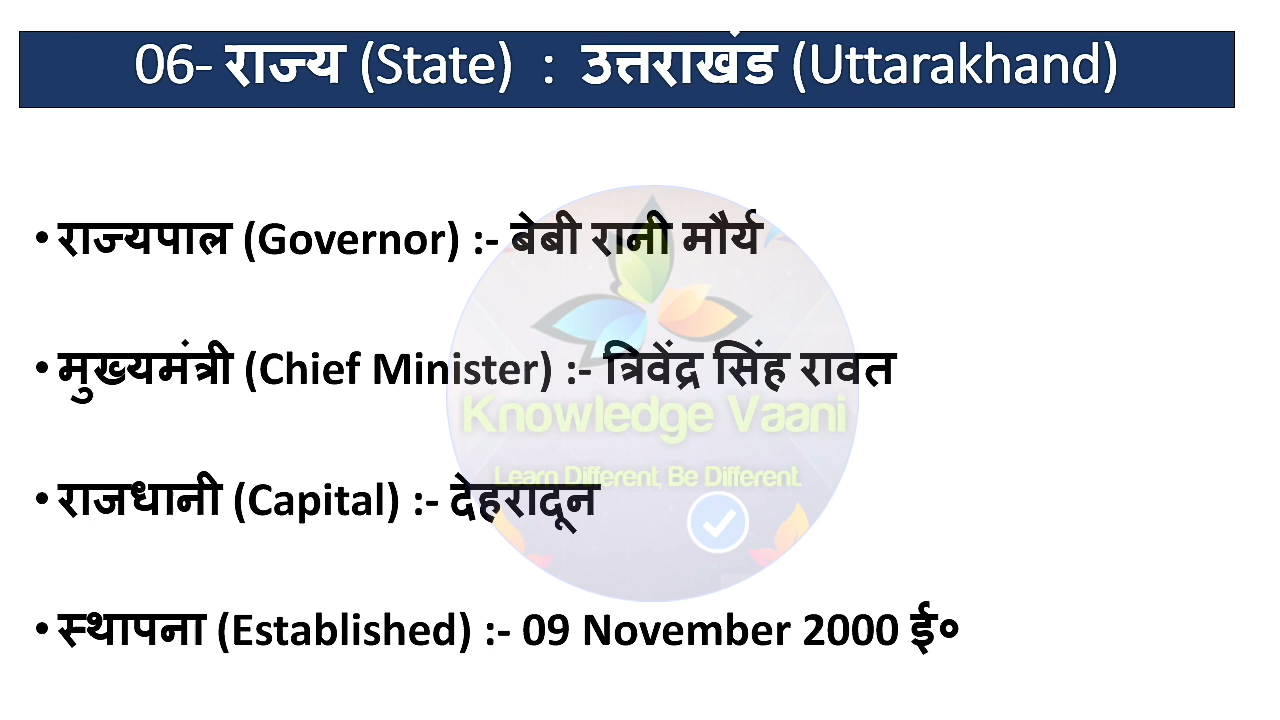 06- राज्य (State) : उत्तराखंड (Uttarakhand)
• राज्यपाल (Governor) :- बेबी रानी मौर्य
• मुख्यमंत्री (Chief Minister) :- त्रिवेंद्र सिंह रावत
Knowledge Vaani
Learn Different, Be Different.
• राजधानी (Capital) :- देहरादून
• स्थापना (Established) :- 09 November 2000 ई०